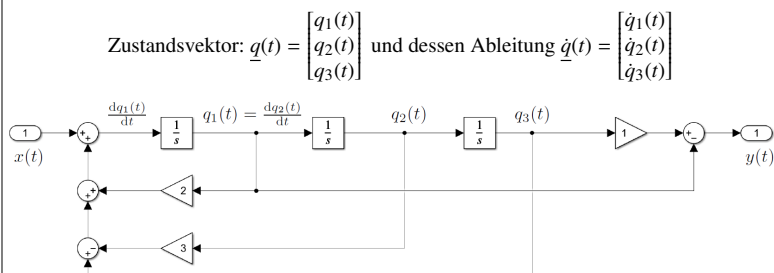 Zustandsvektor: q(t) = [q₁(t) q₂(t) q₃(t)] und dessen Ableitung q̇(t) = [q̇₁(t) q̇₂(t) q̇₃(t)]
dq₁(t)/dt q₁(t) = dq₂(t)/dt q₂(t) q₃(t)
1 + + 1/s 1/s 1/s 1 + − 1
x(t) y(t)
+ + 2
+ − 3